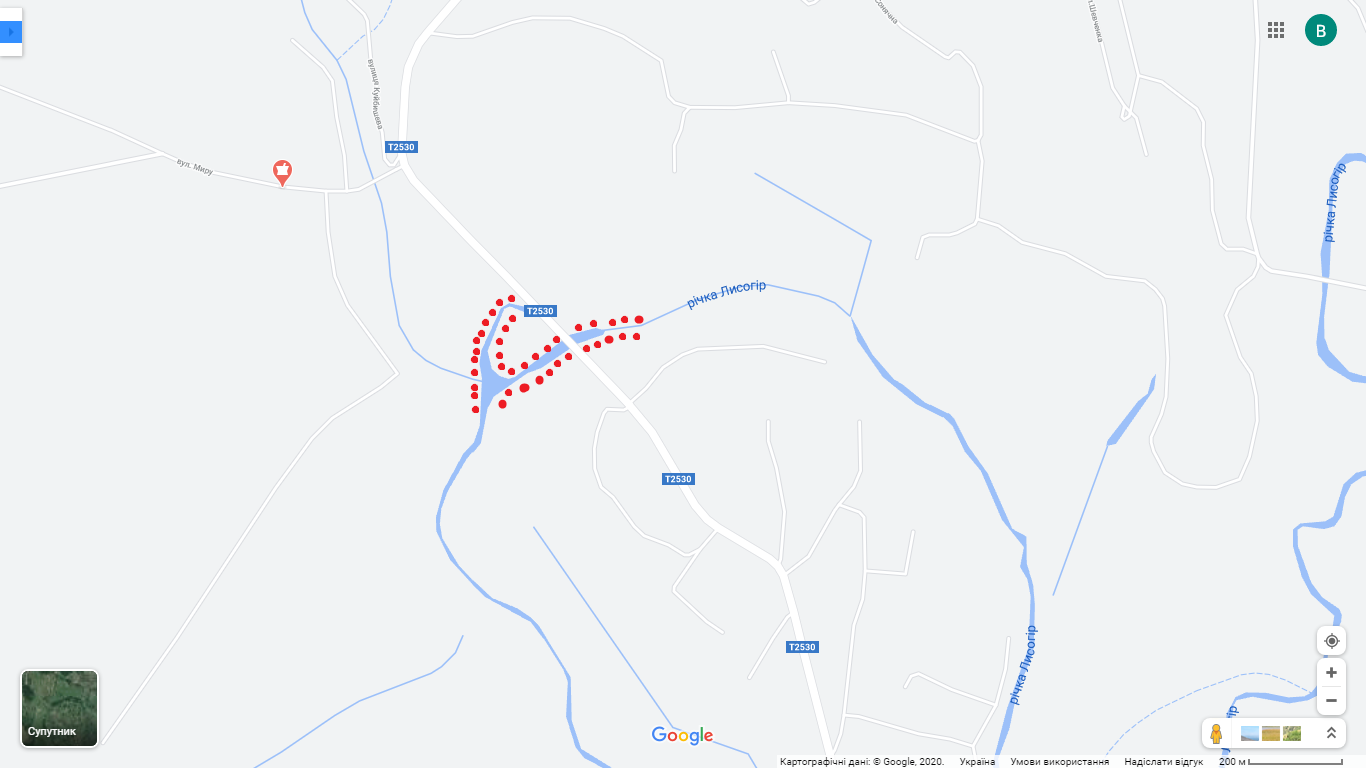 Сонячна
Шевченка
B
вулиця Куйбишева
T2530
вул. Миру
річка Лисогір
річка Лисогір
T2530
T2530
T2530
річка Лисогір
Супутник
Google
Картографічні дані: © Google, 2020. Україна Умови використання Надіслати відгук 200 м